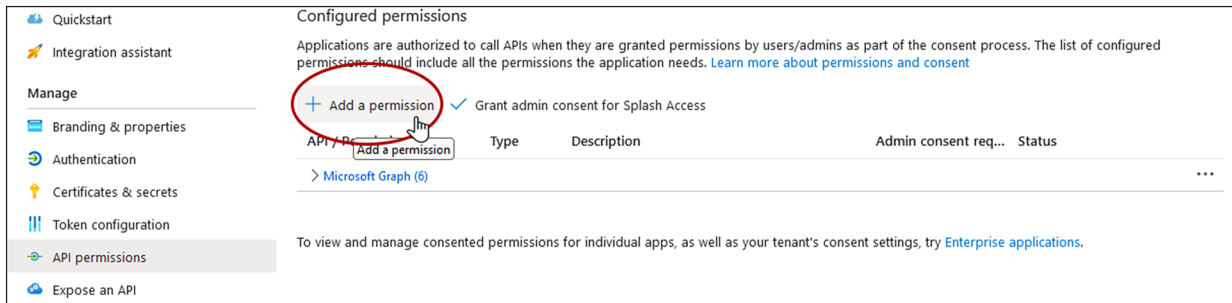 Quickstart
Integration assistant
Manage
Branding & properties
Authentication
Certificates & secrets
Token configuration
API permissions
Expose an API
Configured permissions
Applications are authorized to call APIs when they are granted permissions by users/admins as part of the consent process. The list of configured
permissions should include all the permissions the application needs. Learn more about permissions and consent
Add a permission Grant admin consent for Splash Access
API / Type Description Admin consent req... Status
Add a permission
Microsoft Graph (6)
To view and manage consented permissions for individual apps, as well as your tenant's consent settings, try Enterprise applications.